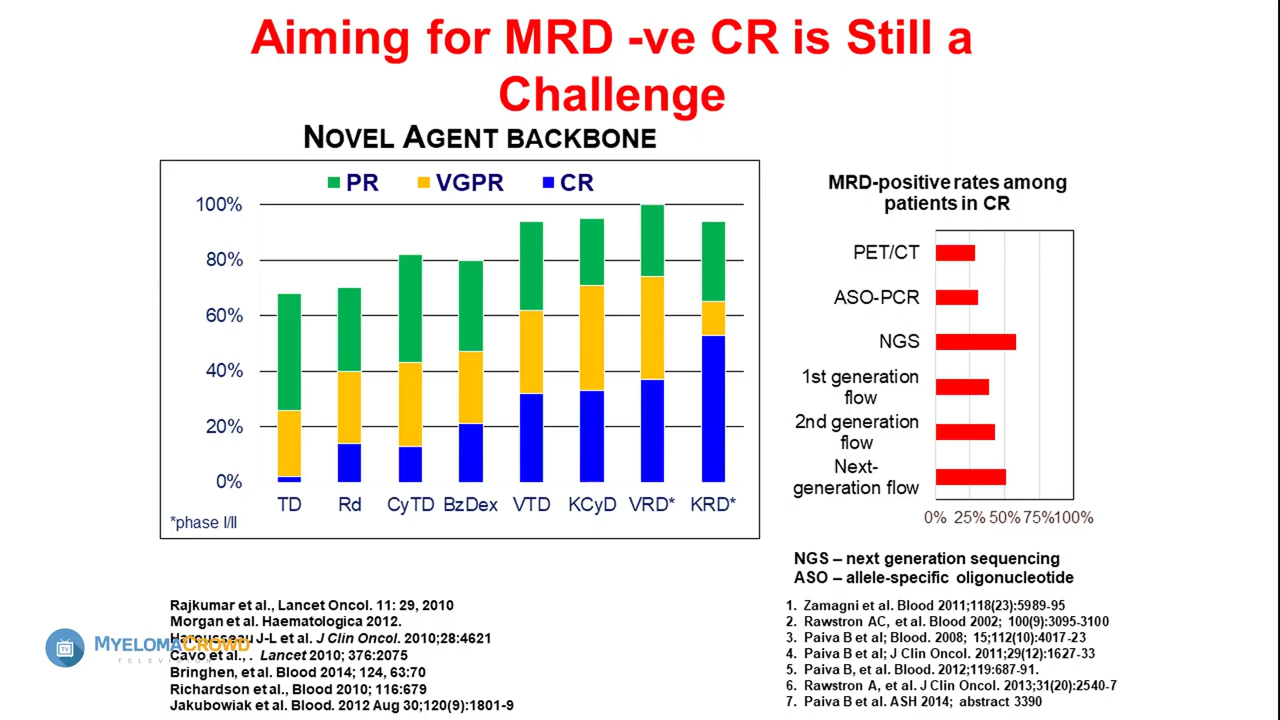 Aiming for MRD -ve CR is Still a
Challenge
NOVEL AGENT BACKBONE
PR VGPR CR
100%
80%
60%
40%
20%
0%
TD Rd CyTD BzDex VTD KCyD VRD* KRD*
*phase I/II
MRD-positive rates among
patients in CR
PET/CT
ASO-PCR
NGS
1st generation
flow
2nd generation
flow
Next-
generation flow
0% 25% 50% 75% 100%
NGS – next generation sequencing
ASO – allele-specific oligonucleotide
Rajkumar et al., Lancet Oncol. 11: 29, 2010
Morgan et al. Haematologica 2012.
Harousseau J-L et al. J Clin Oncol. 2010;28:4621
Cavo et al., . Lancet 2010; 376:2075
Bringhen, et al. Blood 2014; 124, 63:70
Richardson et al., Blood 2010; 116:679
Jakubowiak et al. Blood. 2012 Aug 30;120(9):1801-9
TV
MYELOMACROWD
TELEVISION
1. Zamagni et al. Blood 2011;118(23):5989-95
2. Rawstron AC, et al. Blood 2002; 100(9):3095-3100
3. Paiva B et al; Blood. 2008; 15;112(10):4017-23
4. Paiva B et al; J Clin Oncol. 2011;29(12):1627-33
5. Paiva B, et al. Blood. 2012;119:687-91.
6. Rawstron A, et al. J Clin Oncol. 2013;31(20):2540-7
7. Paiva B et al. ASH 2014; abstract 3390